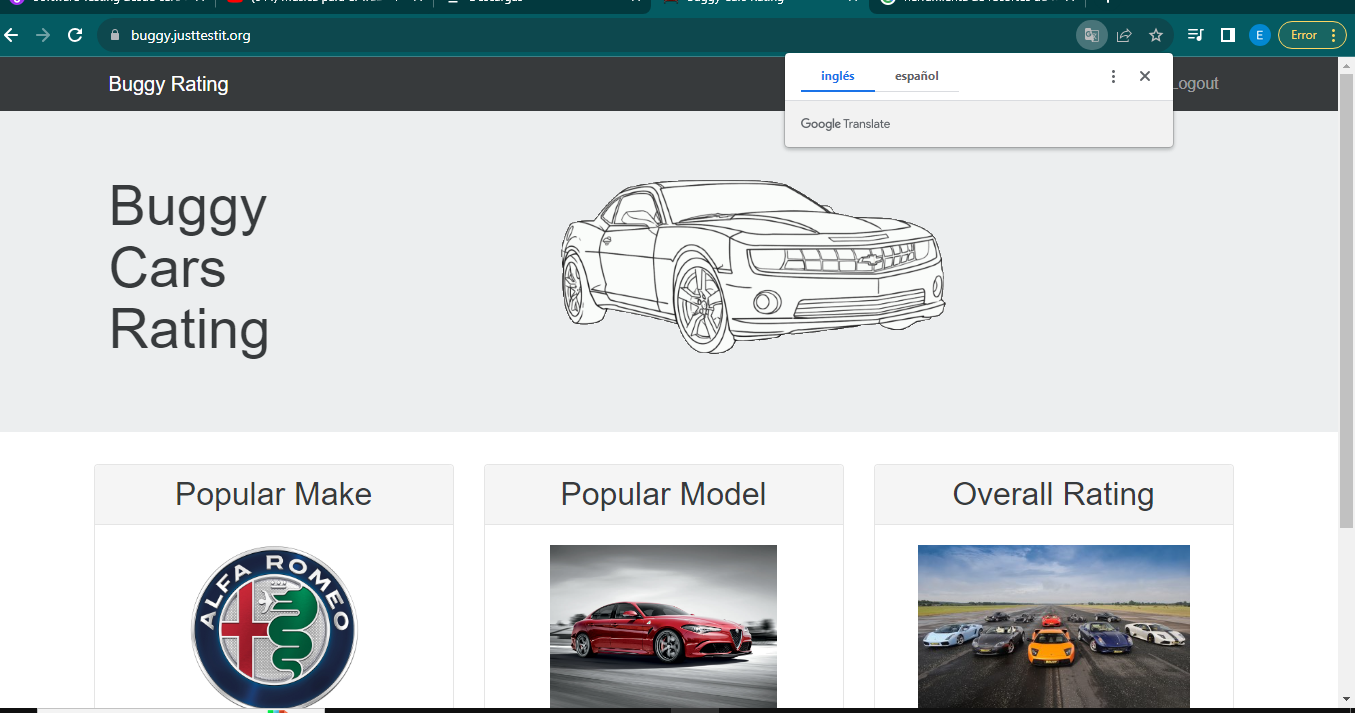 buggy.justtestit.org
E
Error
Buggy Rating
inglés
español
Logout
Google Translate
Buggy
Cars
Rating
Popular Make
Popular Model
Overall Rating
ALFA ROMEO